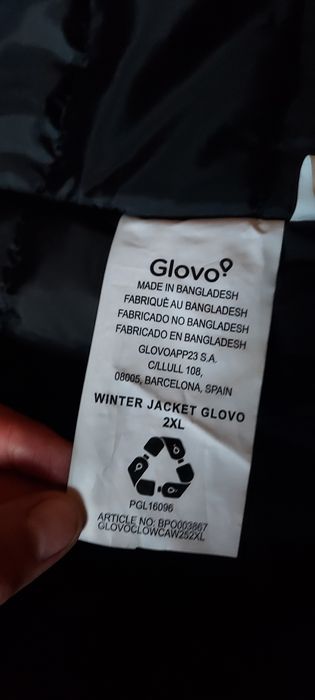 Glovo
MADE IN BANGLADESH
FABRIQUÉ AU BANGLADESH
FABRICADO NO BANGLADESH
FABRICADO EN BANGLADESH
GLOVOAPP23 S.A.
C/LLULL 108,
08005, BARCELONA, SPAIN
WINTER JACKET GLOVO
2XL
PGL16096
ARTICLE NO: BPO003867
GLOVOCLOWCAW252XL